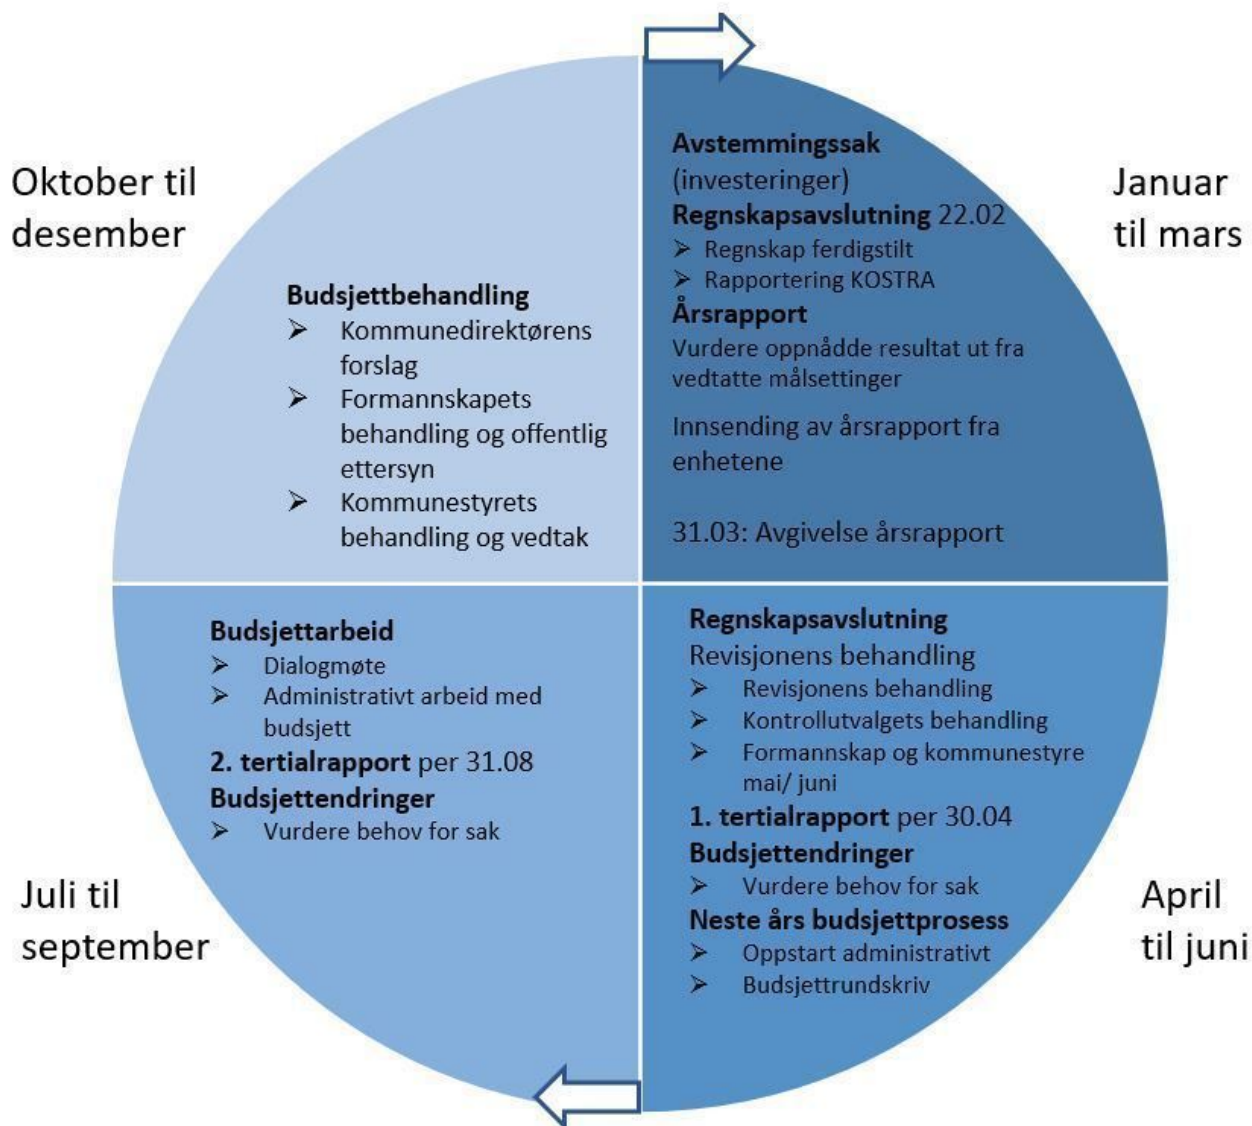 Januar
til mars
Avstemmingssak
(investeringer)
Regnskapsavslutning 22.02
➢ Regnskap ferdigstilt
➢ Rapportering KOSTRA
Årsrapport
Vurdere oppnådde resultat ut fra
vedtatte målsettinger
Innsending av årsrapport fra
enhetene
31.03: Avgivelse årsrapport
April
til juni
Regnskapsavslutning
Revisjonens behandling
➢ Revisjonens behandling
➢ Kontrollutvalgets behandling
➢ Formannskap og kommunestyre
mai/ juni
1. tertialrapport per 30.04
Budsjettendringer
➢ Vurdere behov for sak
Neste års budsjettprosess
➢ Oppstart administrativt
➢ Budsjettrundskriv
Juli til
september
Budsjettarbeid
➢ Dialogmøte
➢ Administrativt arbeid med
budsjett
2. tertialrapport per 31.08
Budsjettendringer
➢ Vurdere behov for sak
Oktober til
desember
Budsjettbehandling
➢ Kommunedirektørens
forslag
➢ Formannskapets
behandling og offentlig
ettersyn
➢ Kommunestyrets
behandling og vedtak